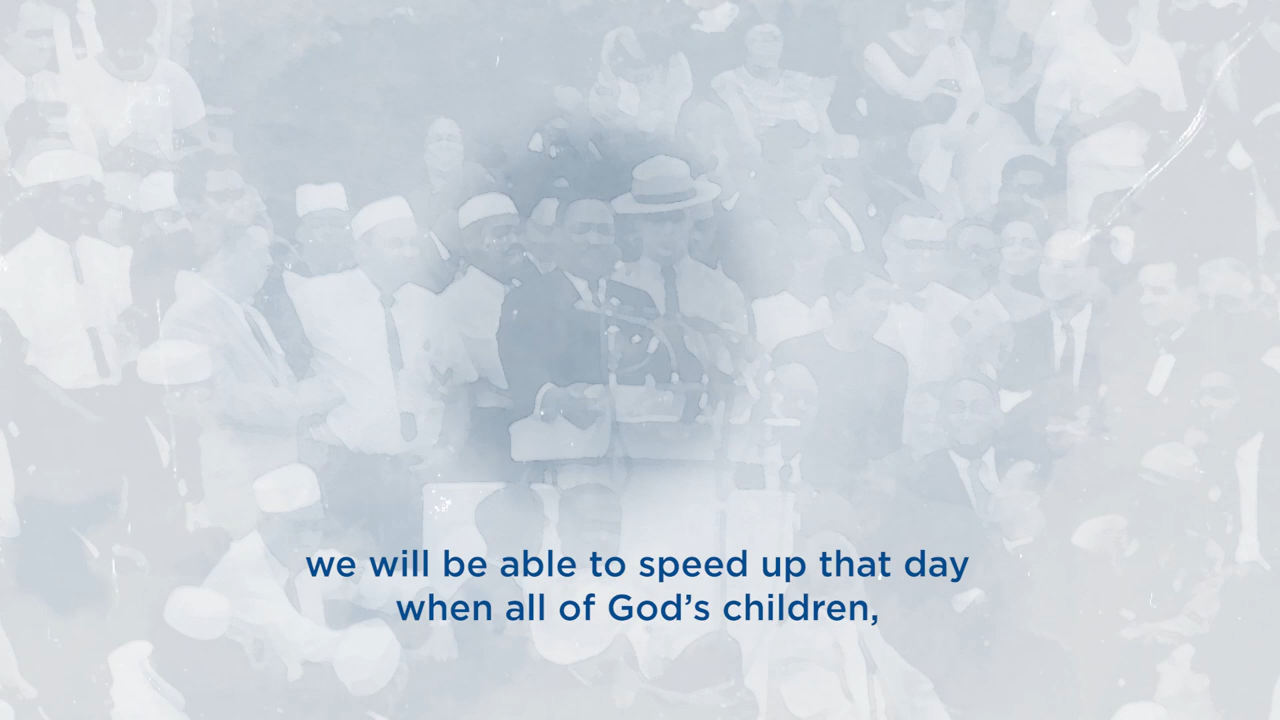 we will be able to speed up that day
when all of God’s children,